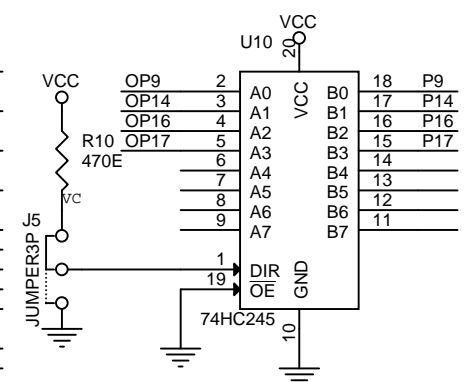 VCC
U10
20
VCC
OP9 2 A0 VCC B0 18 P9
OP14 3 A1 B1 17 P14
OP16 4 A2 B2 16 P16
OP17 5 A3 B3 15 P17
R10
470E
6 A4 B4 14
7 A5 B5 13
VC
8 A6 B6 12
9 A7 B7 11
J5
JUMPER3P
1 DIR
19 OE GND
74HC245
10